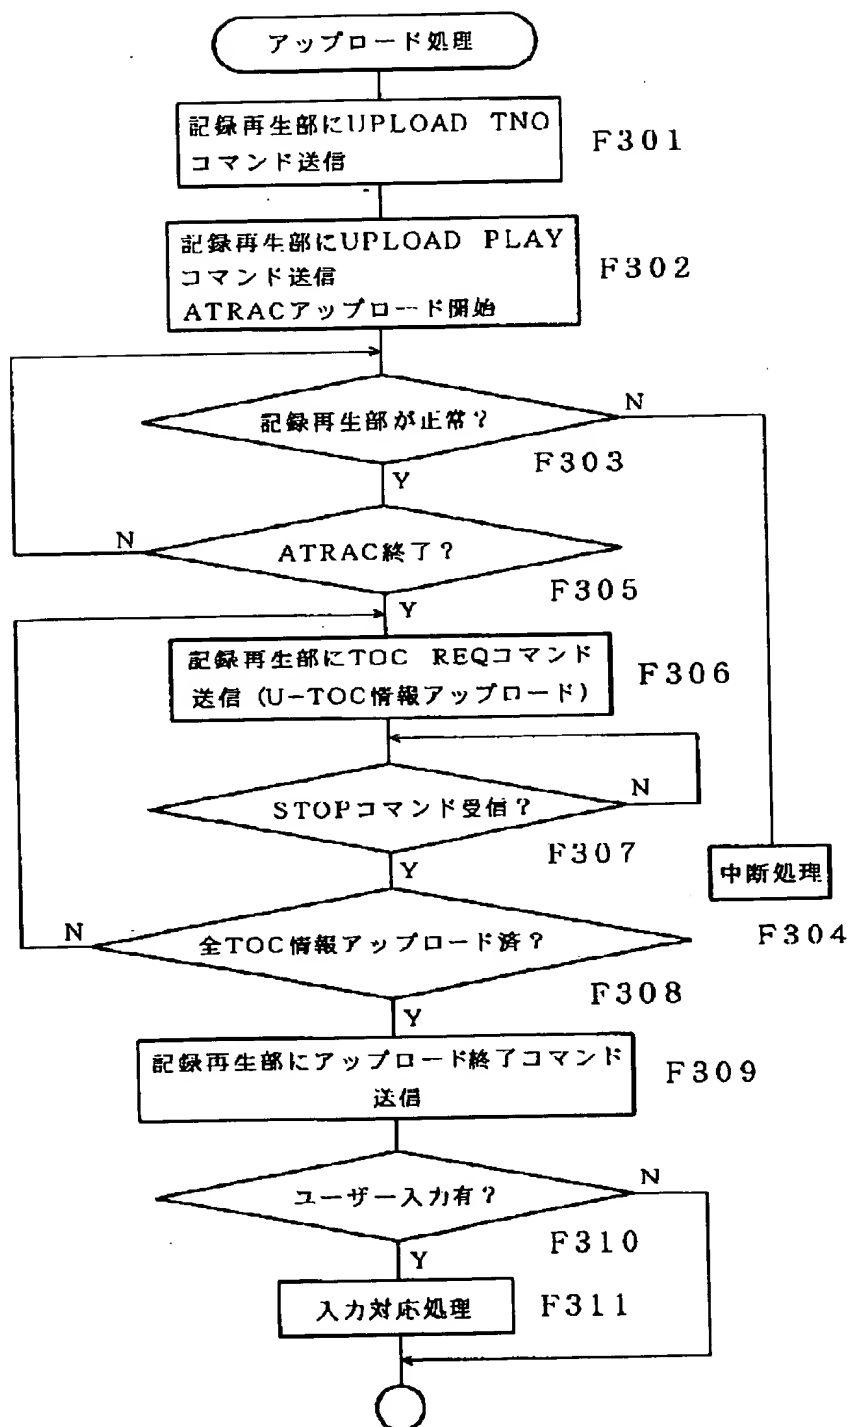 アップロード処理
記録再生部にUPLOAD TNO
コマンド送信
F301
記録再生部にUPLOAD PLAY
コマンド送信
ATRACアップロード開始
F302
記録再生部が正常?
N
F303
Y
ATRAC終了?
N
F305
Y
記録再生部にTOC REQコマンド
送信(U-TOC情報アップロード)
F306
STOPコマンド受信?
N
F307
Y
中断処理
F304
全TOC情報アップロード済?
N
F308
Y
記録再生部にアップロード終了コマンド
送信
F309
ユーザー入力有?
N
F310
Y
入力対応処理
F311